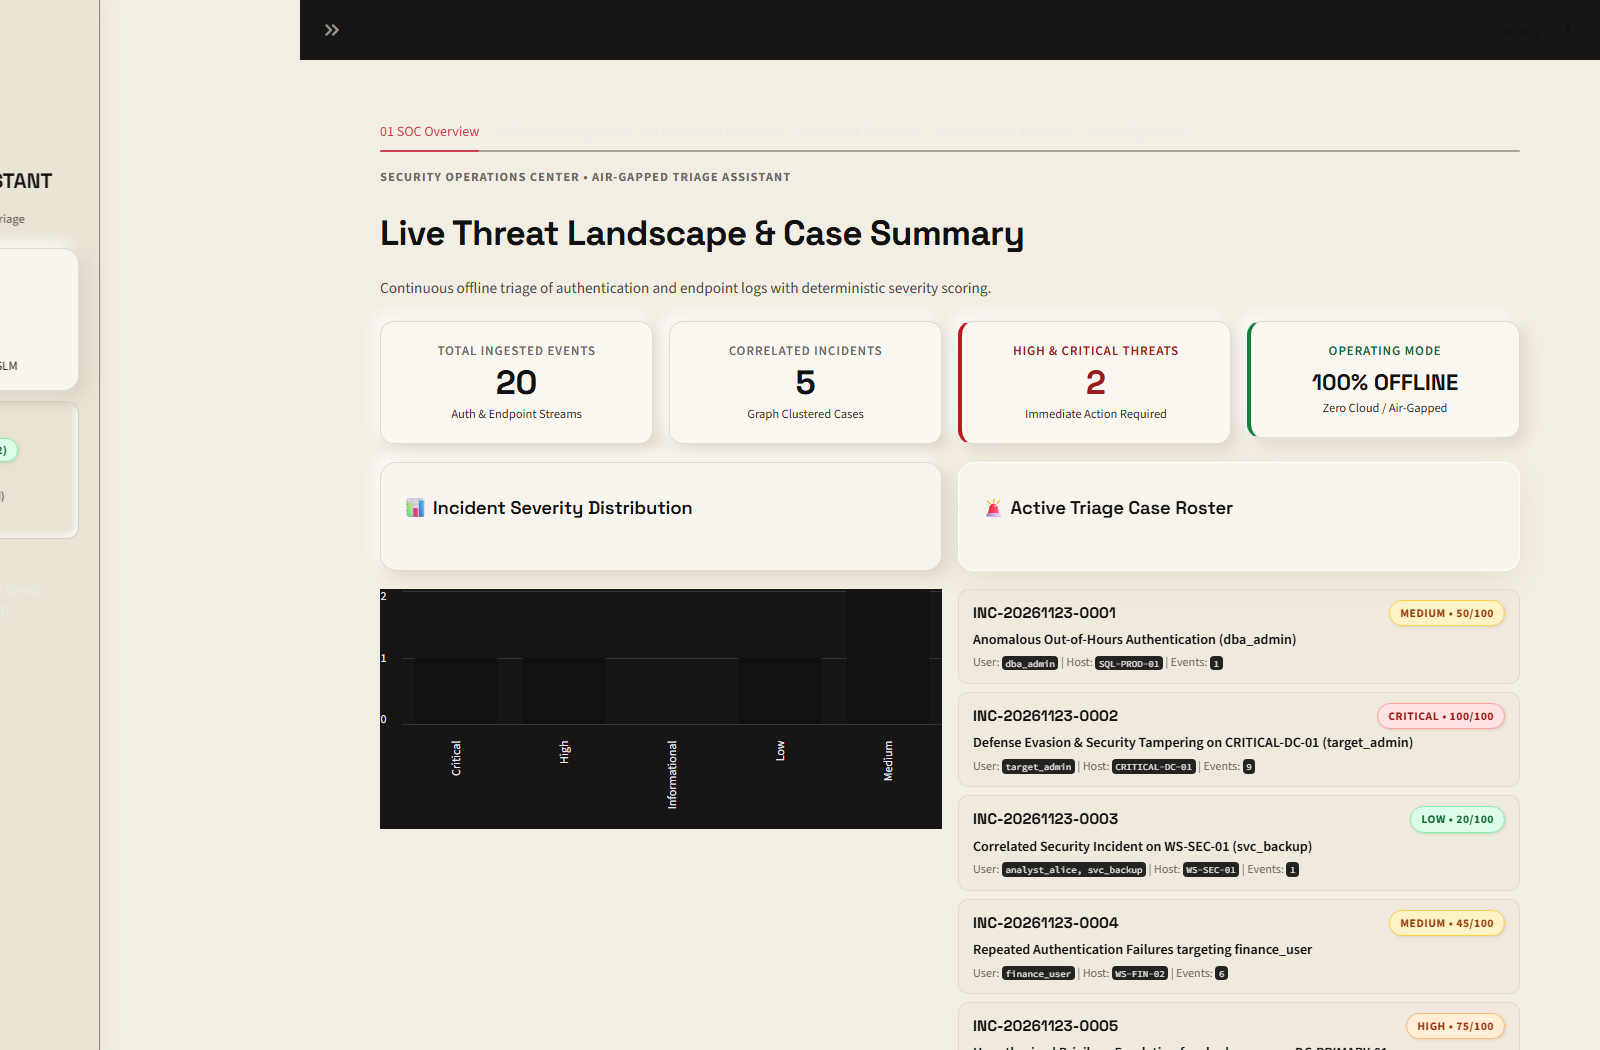 STANT
riage
SLM
01 SOC Overview
SECURITY OPERATIONS CENTER • AIR-GAPPED TRIAGE ASSISTANT
Live Threat Landscape & Case Summary
Continuous offline triage of authentication and endpoint logs with deterministic severity scoring.
TOTAL INGESTED EVENTS
20
Auth & Endpoint Streams
CORRELATED INCIDENTS
5
Graph Clustered Cases
HIGH & CRITICAL THREATS
2
Immediate Action Required
OPERATING MODE
100% OFFLINE
Zero Cloud / Air-Gapped
Incident Severity Distribution
2
1
0
Critical
High
Informational
Low
Medium
Active Triage Case Roster
INC-20261123-0001
MEDIUM • 50/100
Anomalous Out-of-Hours Authentication (dba_admin)
User: dba_admin | Host: SQL-PROD-01 | Events: 1
INC-20261123-0002
CRITICAL • 100/100
Defense Evasion & Security Tampering on CRITICAL-DC-01 (target_admin)
User: target_admin | Host: CRITICAL-DC-01 | Events: 9
INC-20261123-0003
LOW • 20/100
Correlated Security Incident on WS-SEC-01 (svc_backup)
User: analyst_alice, svc_backup | Host: WS-SEC-01 | Events: 1
INC-20261123-0004
MEDIUM • 45/100
Repeated Authentication Failures targeting finance_user
User: finance_user | Host: WS-FIN-02 | Events: 6
INC-20261123-0005
HIGH • 75/100